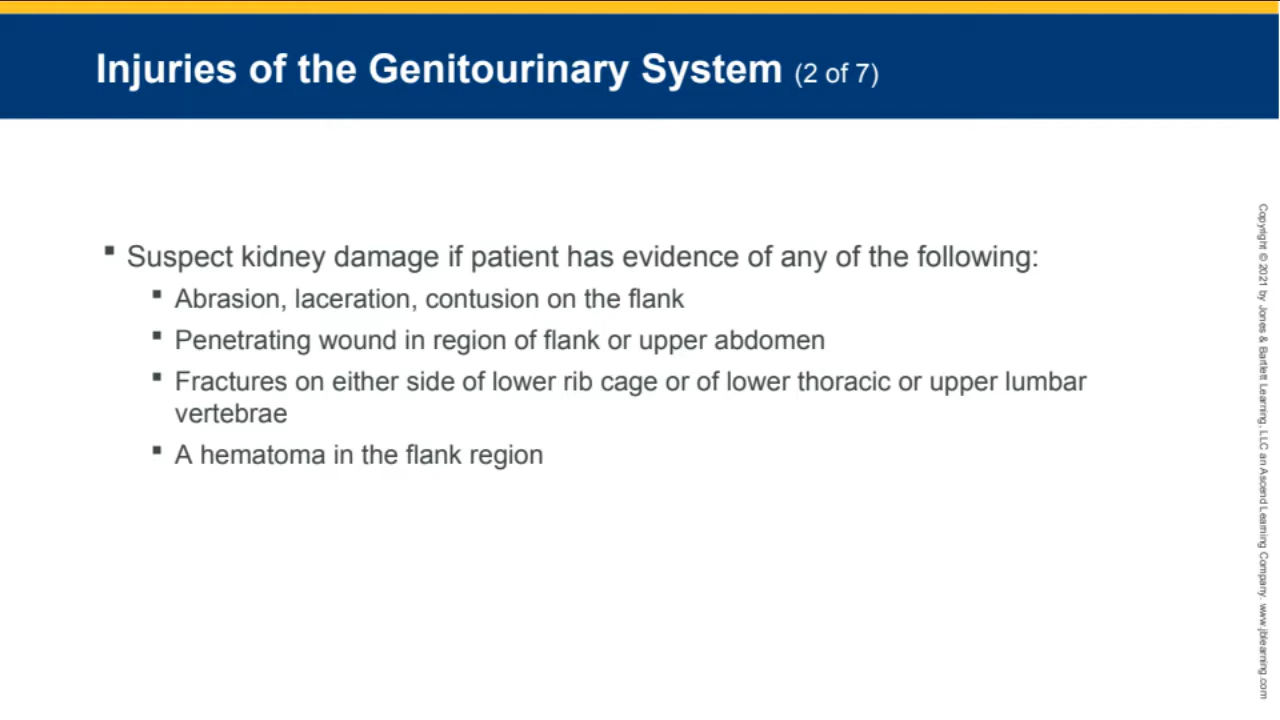 Injuries of the Genitourinary System (2 of 7)
▪ Suspect kidney damage if patient has evidence of any of the following:
▪ Abrasion, laceration, contusion on the flank
▪ Penetrating wound in region of flank or upper abdomen
▪ Fractures on either side of lower rib cage or of lower thoracic or upper lumbar
vertebrae
▪ A hematoma in the flank region
Copyright © 2021 by Jones & Bartlett Learning, LLC an Ascend Learning Company. www.jblearning.com